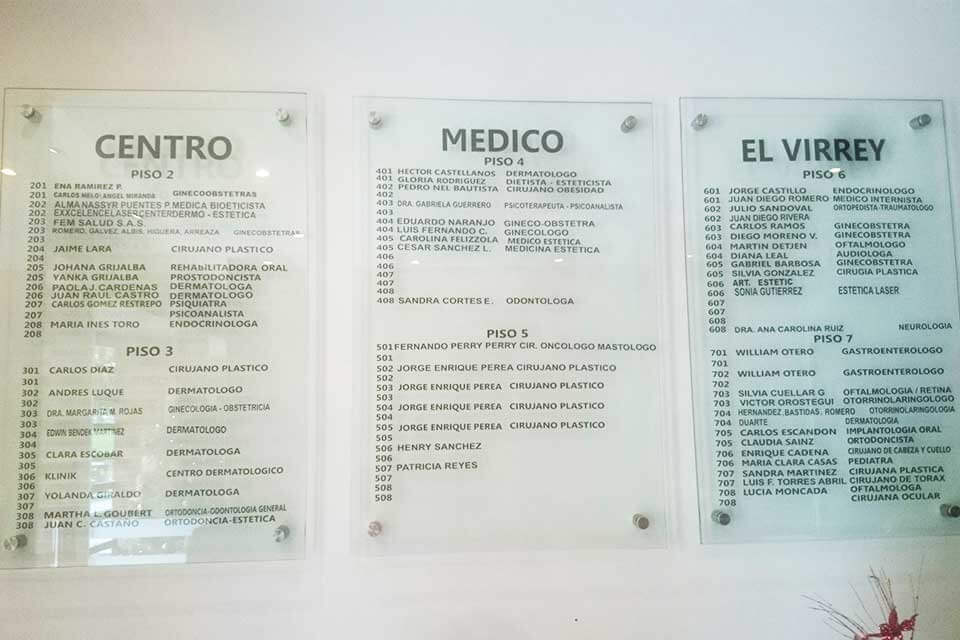 CENTRO
PISO 2
201 ENA RAMIREZ P.
201 CARLOS MELO, ANGEL MIRANDA GINECOOBSTETRAS
202 ALMANASSYR PUENTES P. MEDICA BIOETICISTA
202 EXXCELENCELASERCENTERDERMO - ESTETICA
203 FEM SALUD S.A.S.
203 ROMERO, GALVEZ, ALBIS, HIGUERA, ARREAZA GINECOOBSTETRAS
203
204 JAIME LARA CIRUJANO PLASTICO
204
205 JOHANA GRIJALBA REHABILITADORA ORAL
205 YANKA GRIJALBA PROSTODONCISTA
206 PAOLA J. CARDENAS DERMATOLOGA
206 JUAN RAUL CASTRO DERMATOLOGO
207 CARLOS GOMEZ RESTREPO PSIQUIATRA
207 PSICOANALISTA
208 MARIA INES TORO ENDOCRINOLOGA
208
PISO 3
301 CARLOS DIAZ CIRUJANO PLASTICO
301
302 ANDRES LUQUE DERMATOLOGO
302
303 DRA. MARGARITA M. ROJAS GINECOLOGIA - OBSTETRICIA
303
304 EDWIN BENDEK MARTINEZ DERMATOLOGO
304
305 CLARA ESCOBAR DERMATOLOGA
305
306 KLINIK CENTRO DERMATOLOGICO
306
307 YOLANDA GIRALDO DERMATOLOGA
307
308 MARTHA L. GOUBERT ORTODONCIA-ODONTOLOGIA GENERAL
308 JUAN C. CASTAÑO ORTODONCIA-ESTETICA
MEDICO
PISO 4
401 HECTOR CASTELLANOS DERMATOLOGO
401 GLORIA RODRIGUEZ DIETISTA - ESTETICISTA
402 PEDRO NEL BAUTISTA CIRUJANO OBESIDAD
402
403 DRA. GABRIELA GUERRERO PSICOTERAPEUTA - PSICOANALISTA
403
404 EDUARDO NARANJO GINECO-OBSTETRA
404 LUIS FERNANDO C. GINECOLOGO
405 CAROLINA FELIZZOLA MEDICO ESTETICA
405 CESAR SANCHEZ L. MEDICINA ESTETICA
406
406
407
407
408 SANDRA CORTES E. ODONTOLOGA
PISO 5
501 FERNANDO PERRY PERRY CIR. ONCOLOGO MASTOLOGO
501
502 JORGE ENRIQUE PEREA CIRUJANO PLASTICO
502
503 JORGE ENRIQUE PEREA CIRUJANO PLASTICO
503
504 JORGE ENRIQUE PEREA CIRUJANO PLASTICO
504
505 JORGE ENRIQUE PEREA CIRUJANO PLASTICO
505
506 HENRY SANCHEZ
506
507 PATRICIA REYES
507
508
508
EL VIRREY
PISO 6
601 JORGE CASTILLO ENDOCRINOLOGO
601 JUAN DIEGO ROMERO MEDICO INTERNISTA
602 JULIO SANDOVAL ORTOPEDISTA-TRAUMATOLOGO
602 JUAN DIEGO RIVERA
603 CARLOS RAMOS GINECOBSTETRA
603 DIEGO MORENO V. GINECOBSTETRA
604 MARTIN DETJEN OFTALMOLOGO
604 DIANA LEAL AUDIOLOGA
605 GABRIEL BARBOSA GINECOBSTETRA
605 SILVIA GONZALEZ CIRUGIA PLASTICA
606 ART. ESTETIC
606 SONIA GUTIERREZ ESTETICA LASER
607
607
608
608 DRA. ANA CAROLINA RUIZ NEUROLOGIA
PISO 7
701 WILLIAM OTERO GASTROENTEROLOGO
701
702 WILLIAM OTERO GASTROENTEROLOGO
702
703 SILVIA CUELLAR G OFTALMOLOGIA / RETINA
703 VICTOR OROSTEGUI OTORRINOLARINGOLOGO
704 HERNANDEZ, BASTIDAS, ROMERO OTORRINOLARINGOLOGIA
704 DUARTE DERMATOLOGIA
705 CARLOS ESCANDON IMPLANTOLOGIA ORAL
705 CLAUDIA SAINZ ORTODONCISTA
706 ENRIQUE CADENA CIRUJANO DE CABEZA Y CUELLO
706 MARIA CLARA CASAS PEDIATRA
707 SANDRA MARTINEZ CIRUJANA PLASTICA
707 LUIS F. TORRES ABRIL CIRUJANO DE TORAX
708 LUCIA MONCADA OFTALMOLOGA
708 CIRUJANA OCULAR